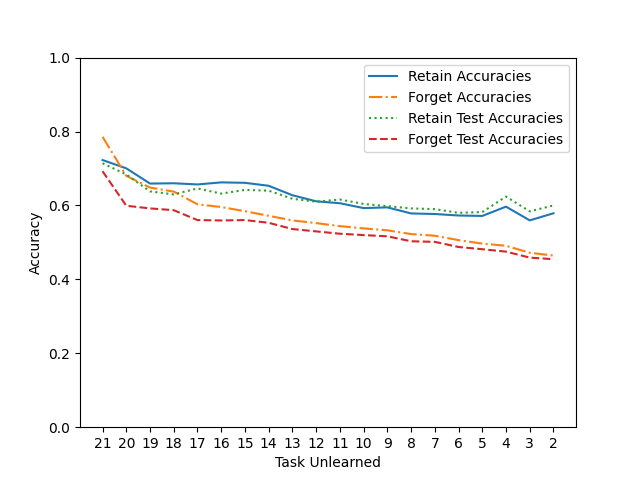 1.0
0.8
0.6
0.4
0.2
0.0
Accuracy
Retain Accuracies
Forget Accuracies
Retain Test Accuracies
Forget Test Accuracies
21 20 19 18 17 16 15 14 13 12 11 10 9 8 7 6 5 4 3 2
Task Unlearned